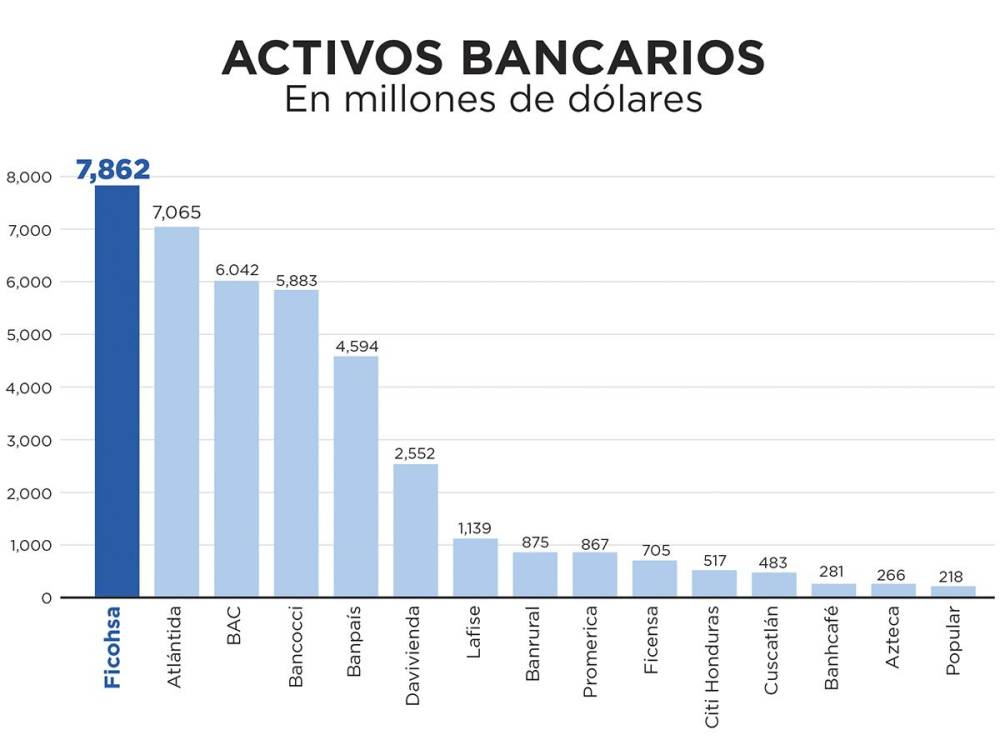 ACTIVOS BANCARIOS
En millones de dólares
8,000
7,000
6,000
5,000
4,000
3,000
2,000
1,000
0
7,862
7,065
6.042
5,883
4,594
2,552
1,139
875
867
705
517
483
281
266
218
Ficohsa
Atlántida
BAC
Bancocci
Banpaís
Davivienda
Lafise
Banrural
Promerica
Ficensa
Citi Honduras
Cuscatlán
Banhcafé
Azteca
Popular